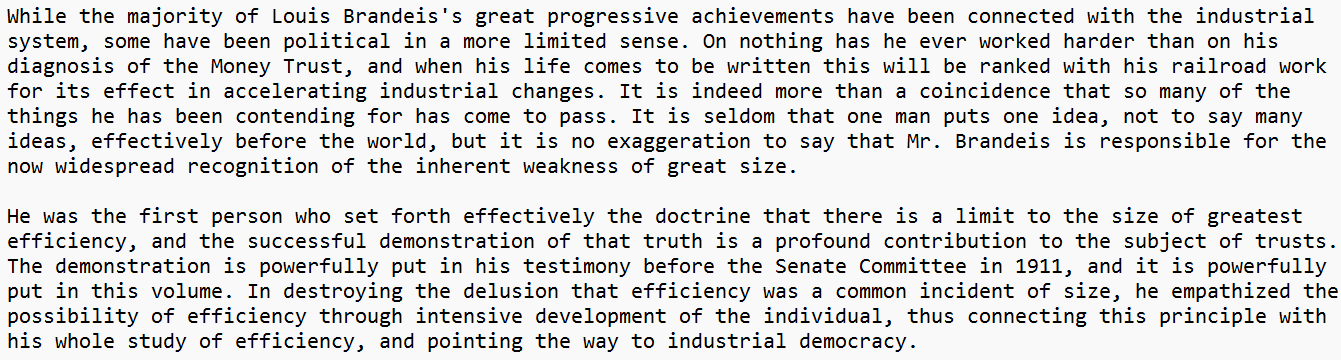 While the majority of Louis Brandeis's great progressive achievements have been connected with the industrial
system, some have been political in a more limited sense. On nothing has he ever worked harder than on his
diagnosis of the Money Trust, and when his life comes to be written this will be ranked with his railroad work
for its effect in accelerating industrial changes. It is indeed more than a coincidence that so many of the
things he has been contending for has come to pass. It is seldom that one man puts one idea, not to say many
ideas, effectively before the world, but it is no exaggeration to say that Mr. Brandeis is responsible for the
now widespread recognition of the inherent weakness of great size.

He was the first person who set forth effectively the doctrine that there is a limit to the size of greatest
efficiency, and the successful demonstration of that truth is a profound contribution to the subject of trusts.
The demonstration is powerfully put in his testimony before the Senate Committee in 1911, and it is powerfully
put in this volume. In destroying the delusion that efficiency was a common incident of size, he empathized the
possibility of efficiency through intensive development of the individual, thus connecting this principle with
his whole study of efficiency, and pointing the way to industrial democracy.